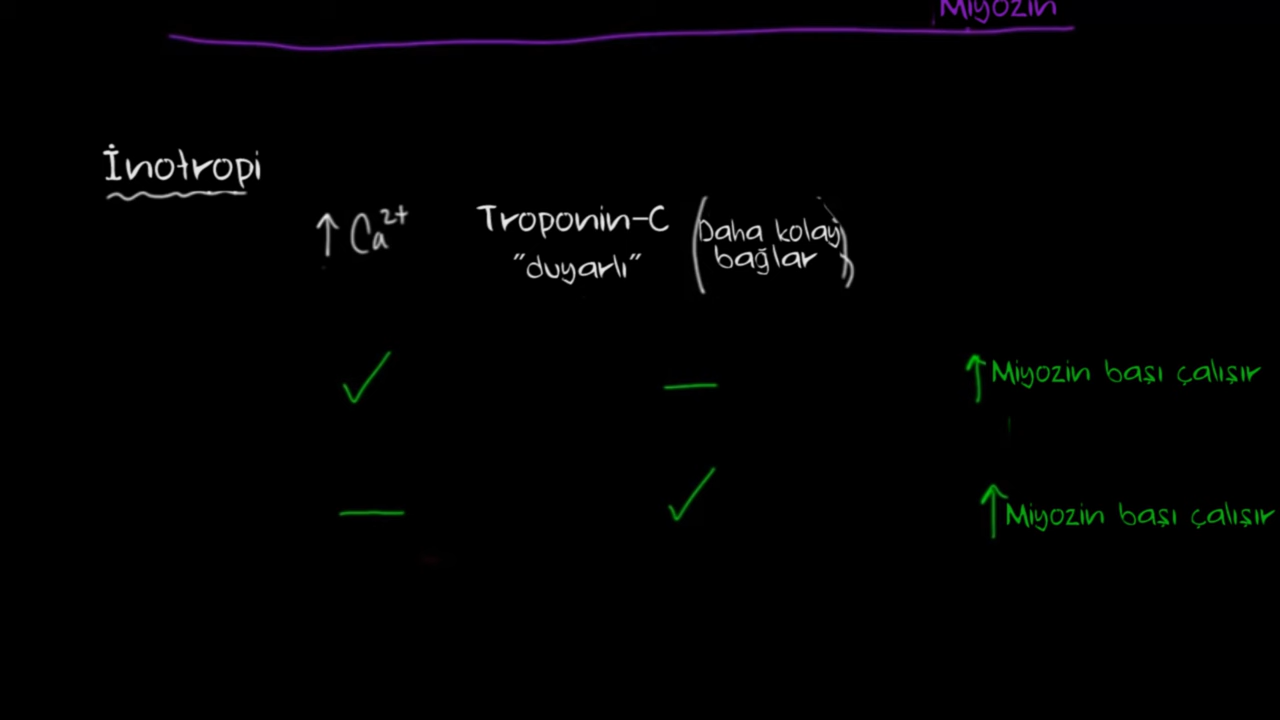 Miyozin
İnotropi
↑ Ca²⁺ Troponin-C (Daha kolay
"duyarlı" bağlar)
✓ — ↑ Miyozin başı çalışır
— ✓ ↑ Miyozin başı çalışır